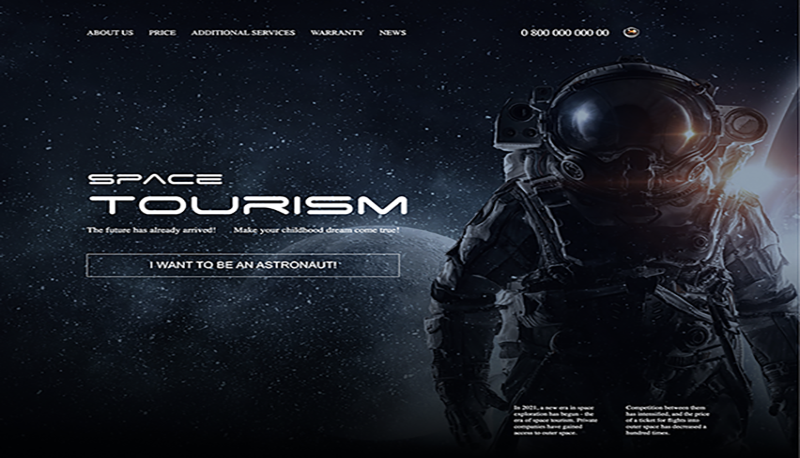 ABOUT US PRICE ADDITIONAL SERVICES WARRANTY NEWS 0 800 000 000 00
SPACE
TOURISM
The future has already arrived! Make your childhood dream come true!
I WANT TO BE AN ASTRONAUT!
In 2021, a new era in space
exploration has begun - the
era of space tourism. Private
companies have gained
access to outer space.
Competition between them
has intensified, and the price
of a ticket for flights into
outer space has decreased a
hundred times.